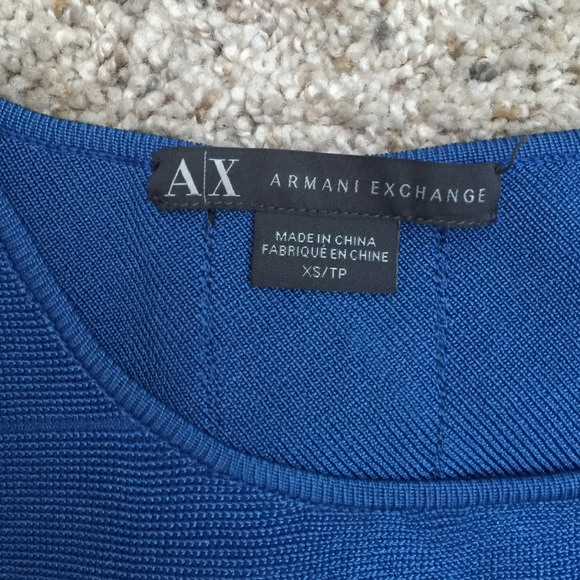 A|X ARMANI EXCHANGE
MADE IN CHINA
FABRIQUÉ EN CHINE
XS/TP